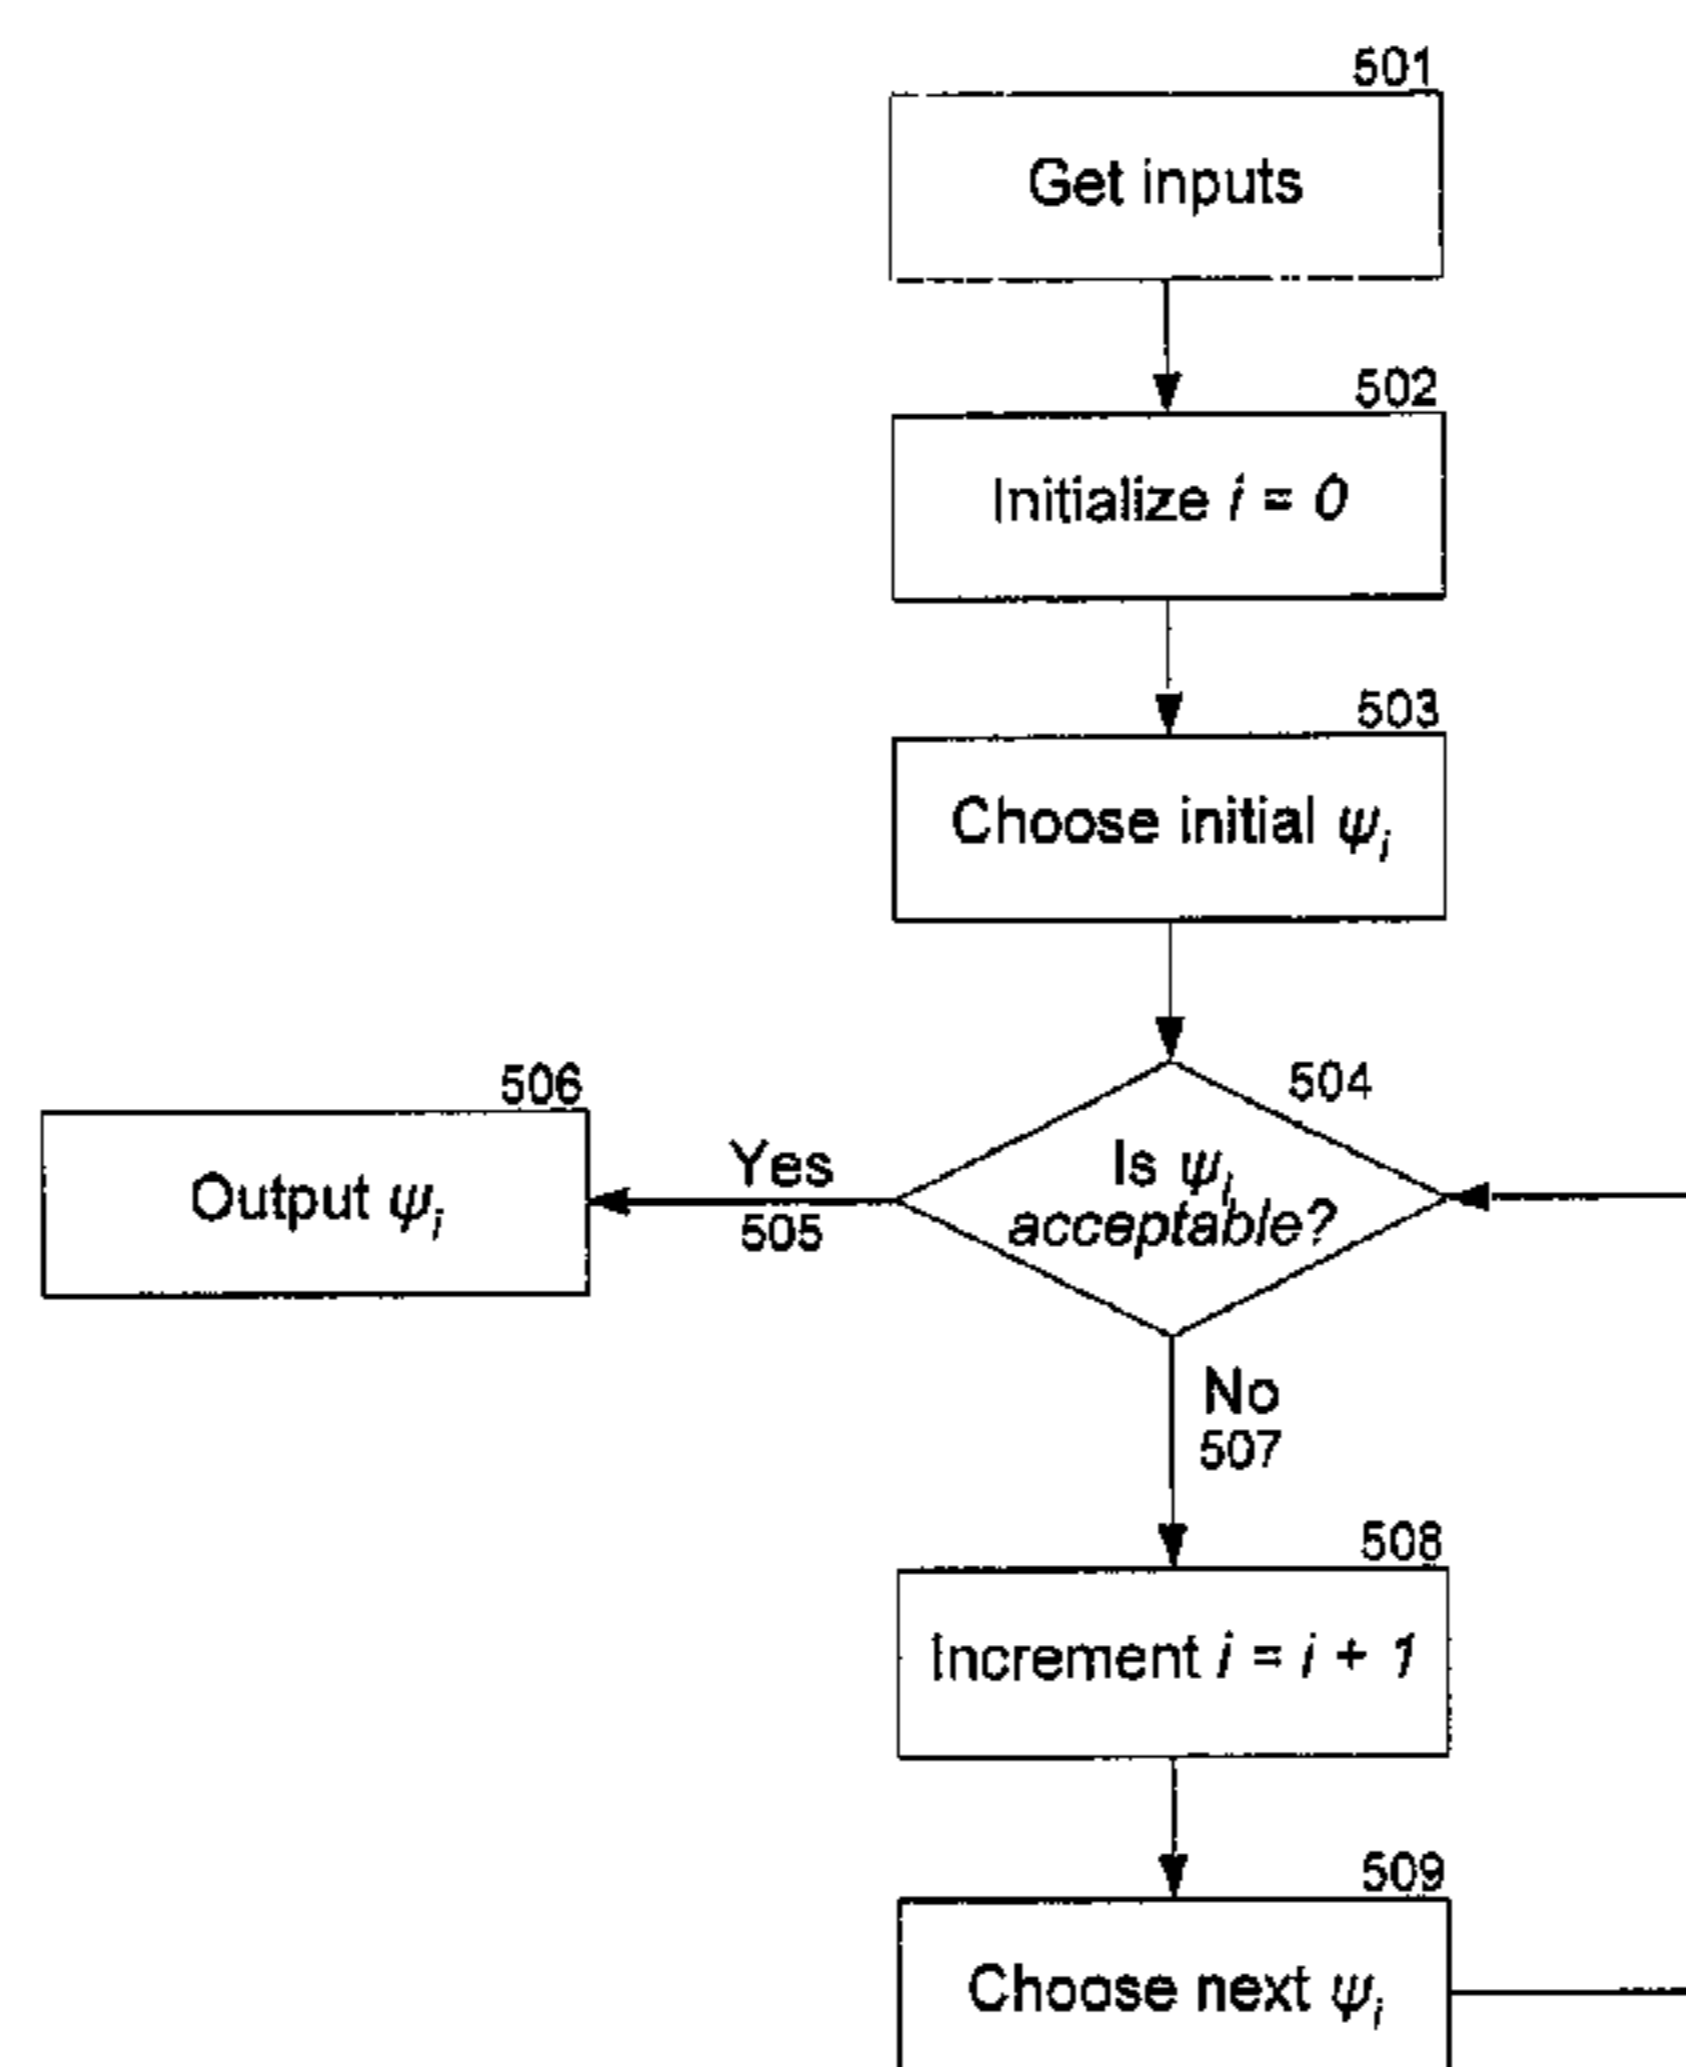 501
Get inputs
502
Initialize i = 0
503
Choose initial ψi
504
Is ψi
acceptable?
Yes
505
506
Output ψi
No
507
508
Increment i = i + 1
509
Choose next ψi